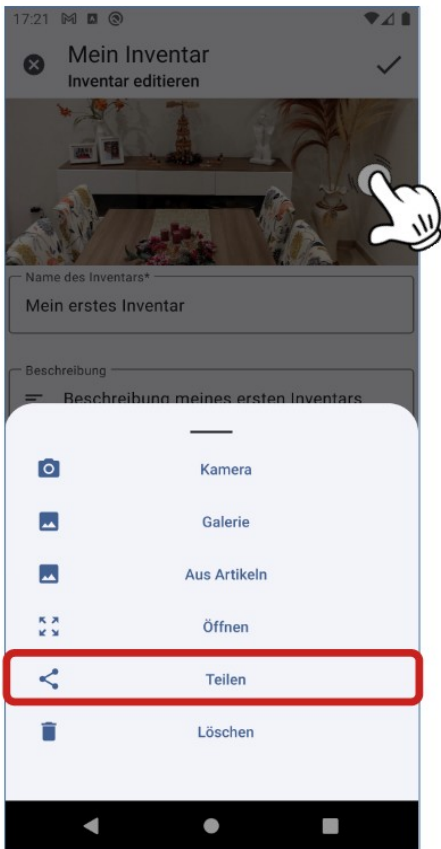 17:21
Mein Inventar
Inventar editieren
Name des Inventars*
Mein erstes Inventar
Beschreibung
Beschreibung meines ersten Inventars
Kamera
Galerie
Aus Artikeln
Öffnen
Teilen
Löschen